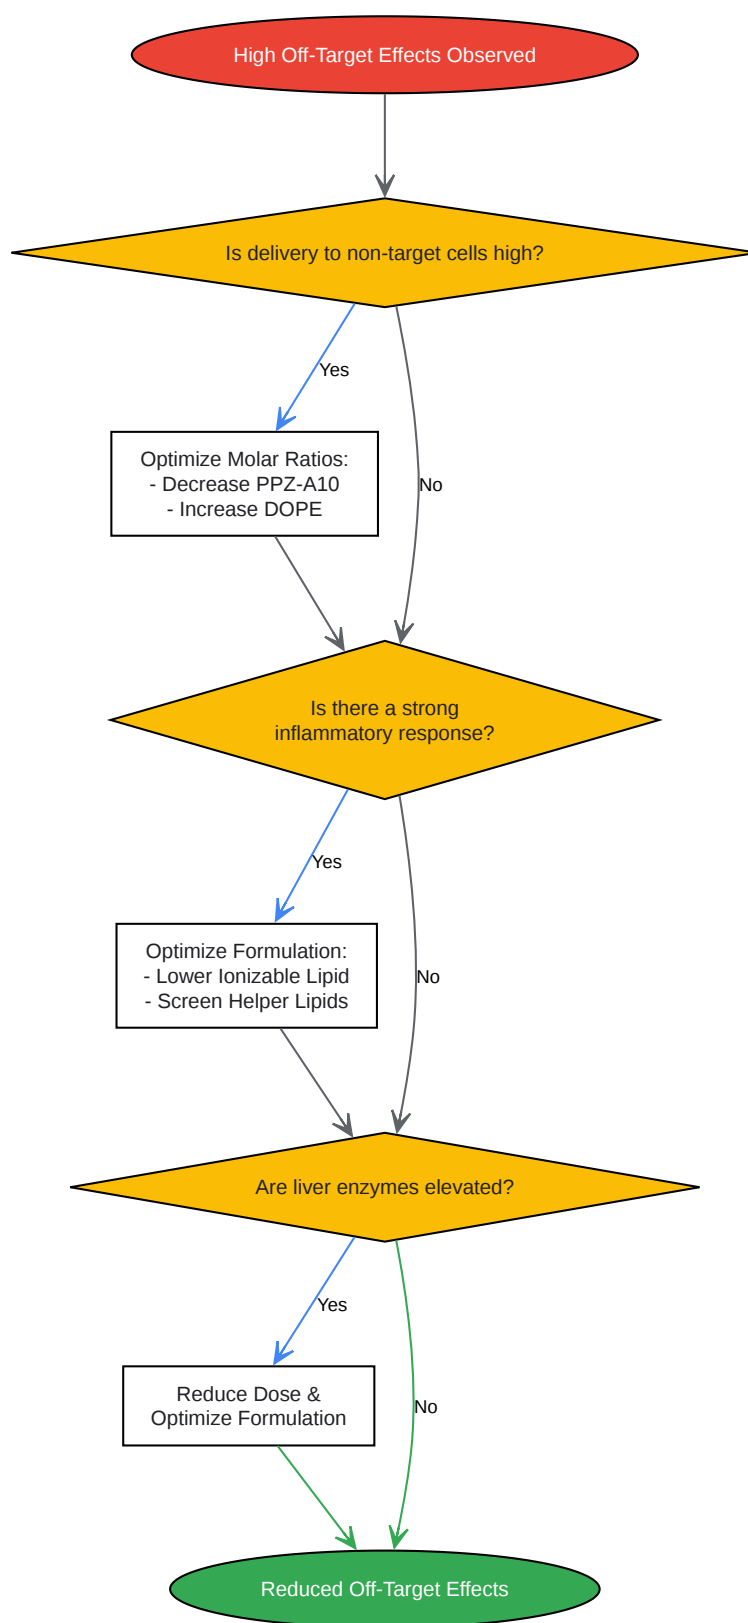 High Off-Target Effects Observed
Is delivery to non-target cells high?
Yes
Optimize Molar Ratios:
- Decrease PPZ-A10
- Increase DOPE
No
Is there a strong
inflammatory response?
Yes
Optimize Formulation:
- Lower Ionizable Lipid
- Screen Helper Lipids
No
Are liver enzymes elevated?
Yes
Reduce Dose &
Optimize Formulation
No
Reduced Off-Target Effects